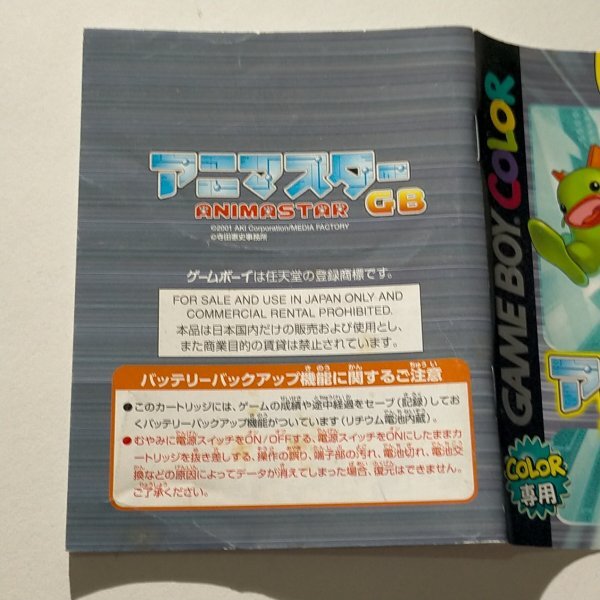 アニマスター
ANIMASTAR GB
©2001 AKI Corporation/MEDIA FACTORY
©寺田憲史事務所
ゲームボーイは任天堂の登録商標です。
FOR SALE AND USE IN JAPAN ONLY AND
COMMERCIAL RENTAL PROHIBITED.
本品は日本国内だけの販売および使用とし、
また商業目的の賃貸は禁止されています。
バッテリーバックアップ機能に関するご注意
●このカートリッジには、ゲームの成績や途中経過をセーブ(記録)してお
くバッテリーバックアップ機能がついています(リチウム電池内蔵)。
●むやみに電源スイッチをON/OFFする、電源スイッチをONにしたままカ
ートリッジを抜き差しする、操作の誤り、端子部の汚れ、電池切れ、電池交
換などの原因によってデータが消えてしまった場合、復元はできません。
ご了承ください。
GAME BOY COLOR
COLOR
専用
ア